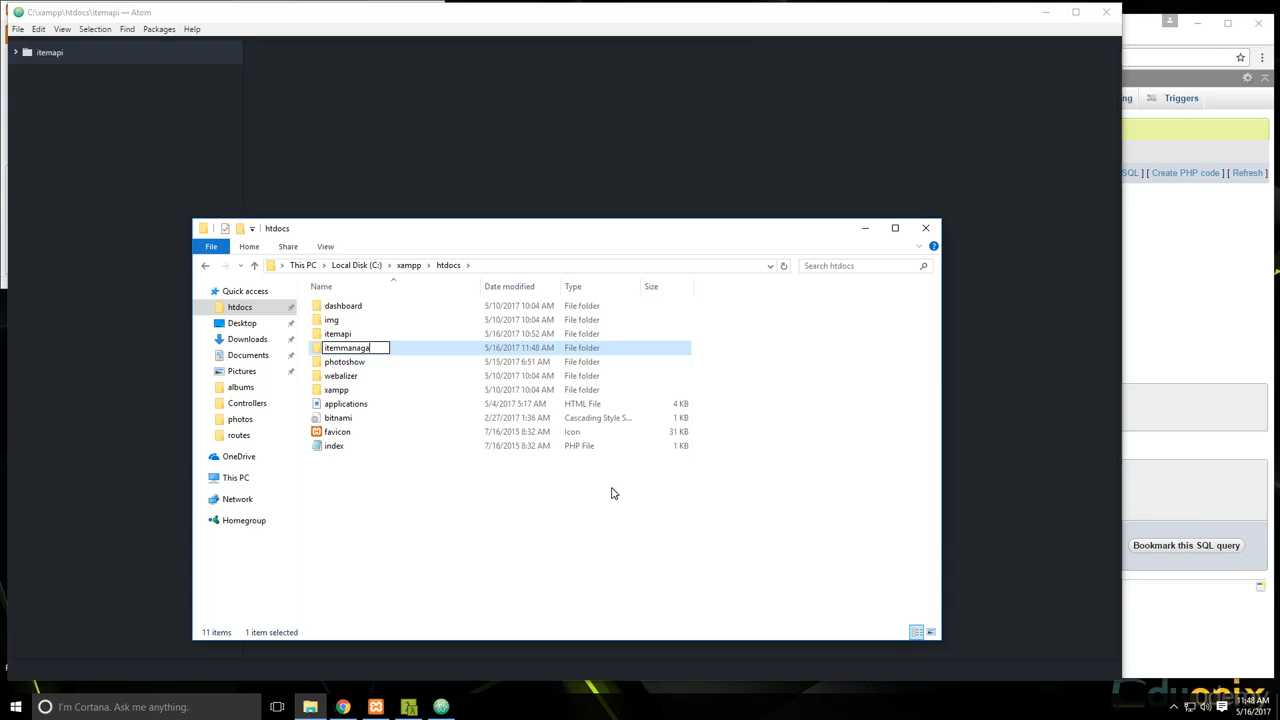 C:\xampp\htdocs\itemapi — Atom
File Edit View Selection Find Packages Help
itemapi
ng Triggers
SQL ] [ Create PHP code ] [ Refresh ]
htdocs
File Home Share View
This PC Local Disk (C:) xampp htdocs
Search htdocs
Name Date modified Type Size
Quick access
htdocs
Desktop
Downloads
Documents
Pictures
albums
Controllers
photos
routes
OneDrive
This PC
Network
Homegroup
dashboard 5/10/2017 10:04 AM File folder
img 5/10/2017 10:04 AM File folder
itemapi 5/16/2017 10:52 AM File folder
itemmanaga 5/16/2017 11:48 AM File folder
photoshow 5/15/2017 6:51 AM File folder
webalizer 5/10/2017 10:04 AM File folder
xampp 5/10/2017 10:04 AM File folder
applications 5/4/2017 5:17 AM HTML File 4 KB
bitnami 2/27/2017 1:36 AM Cascading Style S... 1 KB
favicon 7/16/2015 8:32 AM Icon 31 KB
index 7/16/2015 8:32 AM PHP File 1 KB
Bookmark this SQL query
11 items 1 item selected
I'm Cortana. Ask me anything.
11:48 AM
5/16/2017